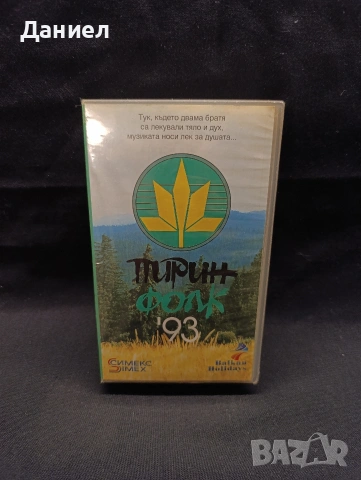 Даниел
Тук, където двама братя
са лекували тяло и дух,
музиката носи лек за душата...
ПИРИН
ФОЛК
'93
СИМЕКС
SIMEX
Balkan
Holidays
BAZAR